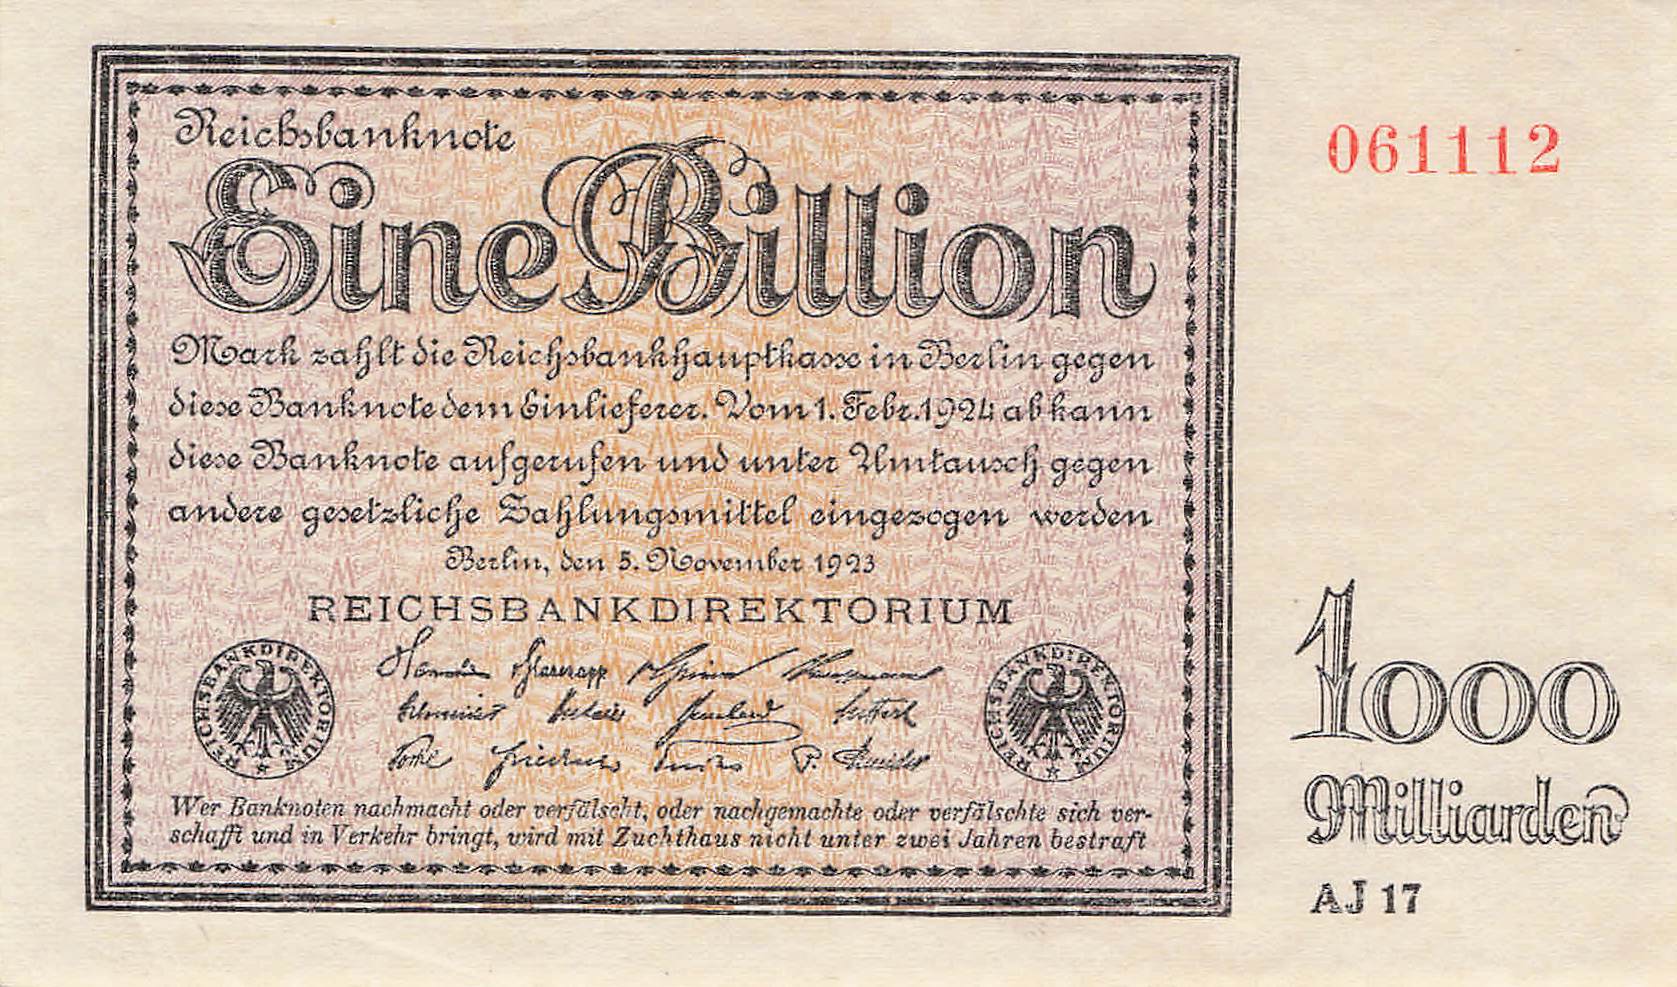 Reichsbanknote
061112
Eine Billion
Mark zahlt die Reichsbankhauptkasse in Berlin gegen
diese Banknote dem Einlieferer. Vom 1. Febr. 1924 ab kann
diese Banknote aufgerufen und unter Umtausch gegen
andere gesetzliche Zahlungsmittel eingezogen werden
Berlin, den 5. November 1923
REICHSBANKDIREKTORIUM
REICHSBANKDIREKTORIUM
REICHSBANKDIREKTORIUM
Wer Banknoten nachmacht oder verfälscht, oder nachgemachte oder verfälschte sich ver-
schafft und in Verkehr bringt, wird mit Zuchthaus nicht unter zwei Jahren bestraft
1000
Milliarden
AJ 17